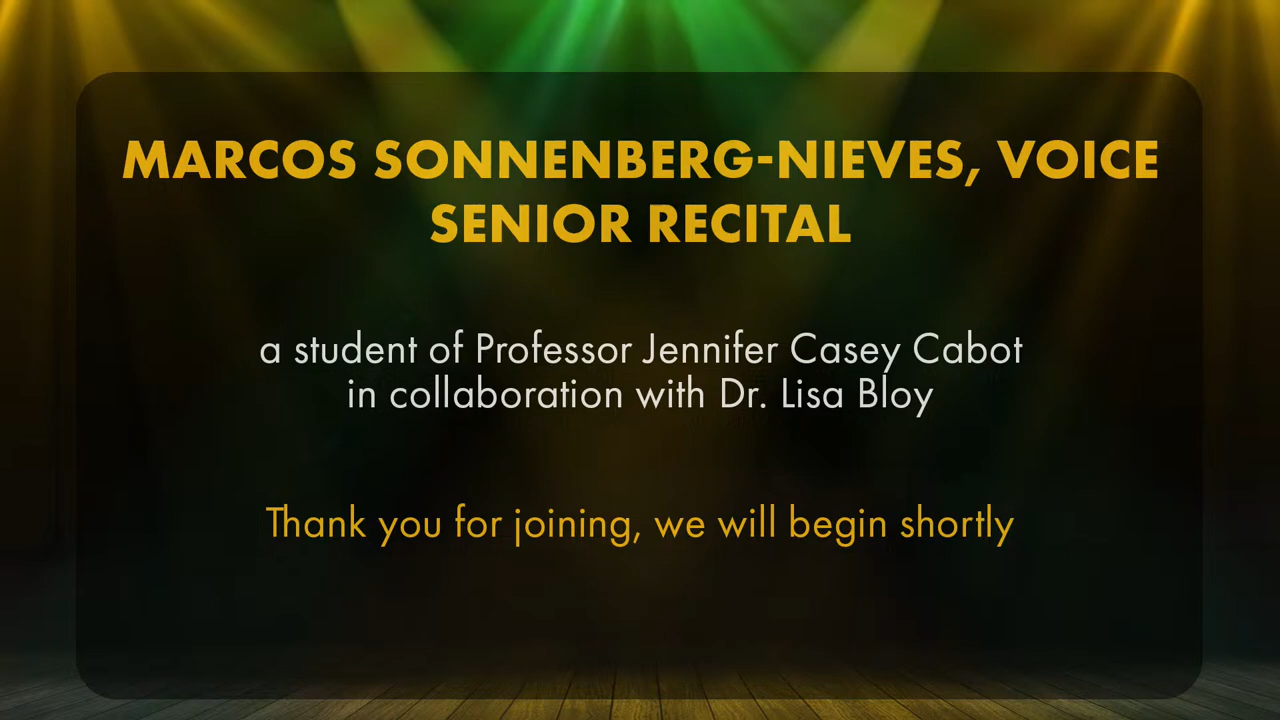 MARCOS SONNENBERG-NIEVES, VOICE
SENIOR RECITAL
a student of Professor Jennifer Casey Cabot
in collaboration with Dr. Lisa Bloy
Thank you for joining, we will begin shortly